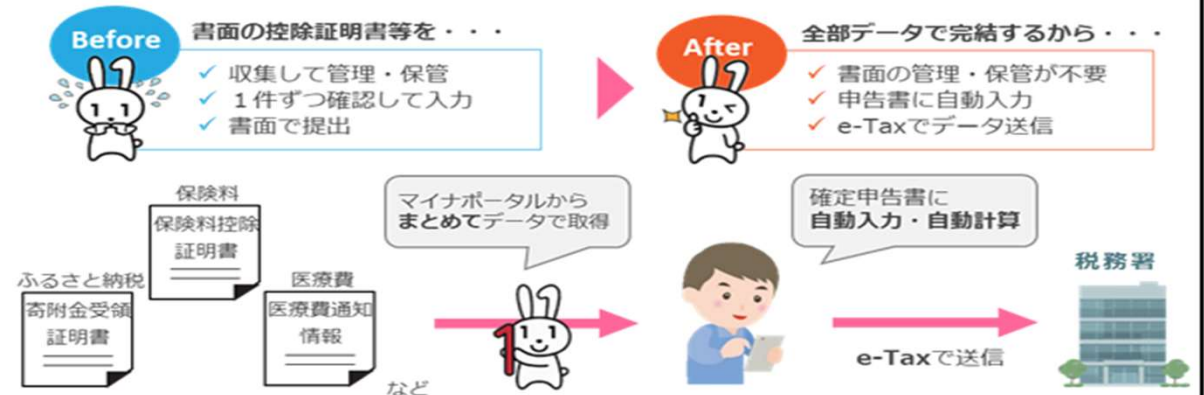 Before
書面の控除証明書等を・・・
✓ 収集して管理・保管
✓ １件ずつ確認して入力
✓ 書面で提出
After
全部データで完結するから・・・
✓ 書面の管理・保管が不要
✓ 申告書に自動入力
✓ e-Taxでデータ送信
保険料
保険料控除
証明書
ふるさと納税
寄附金受領
証明書
医療費
医療費通知
情報
など
マイナポータルから
まとめてデータで取得
1
確定申告書に
自動入力・自動計算
e-Taxで送信
税務署